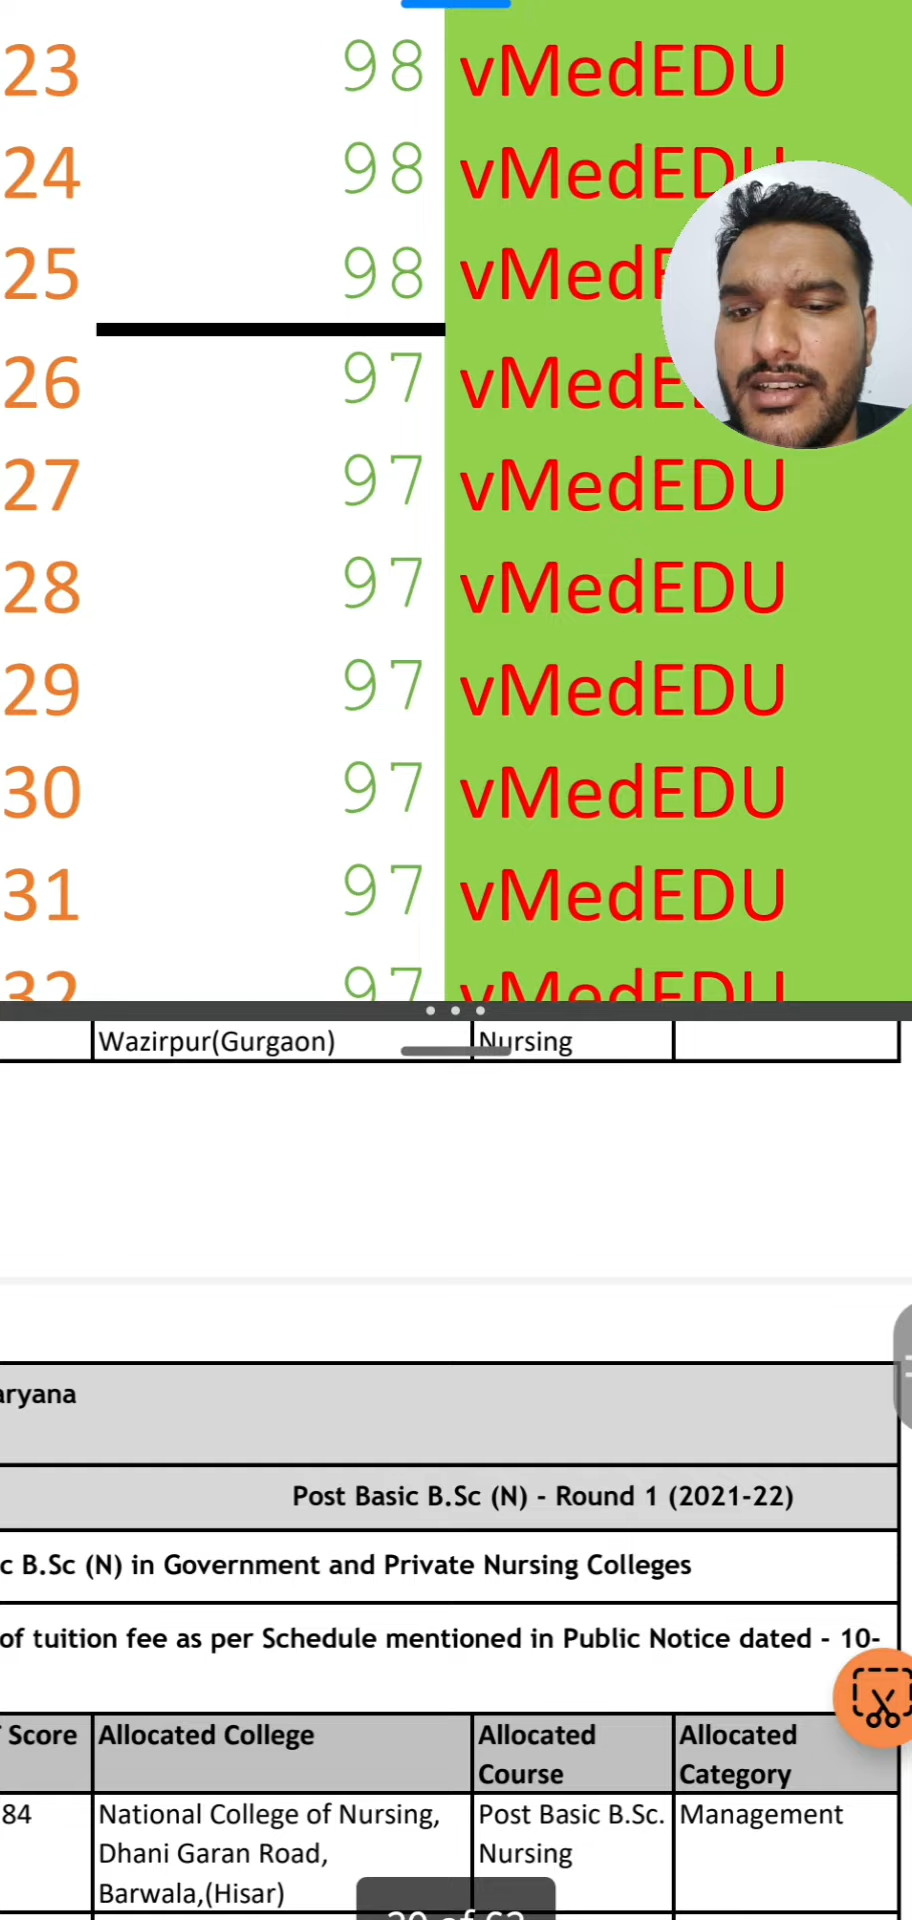 23 98 vMedEDU
24 98 vMedEDU
25 98 vMed
26 97 vMedE
27 97 vMedEDU
28 97 vMedEDU
29 97 vMedEDU
30 97 vMedEDU
31 97 vMedEDU
32 97 vMedEDU
Wazirpur(Gurgaon) Nursing
aryana
Post Basic B.Sc (N) - Round 1 (2021-22)
c B.Sc (N) in Government and Private Nursing Colleges
of tuition fee as per Schedule mentioned in Public Notice dated - 10-
Score Allocated College Allocated Allocated
Course Category
84 National College of Nursing, Post Basic B.Sc. Management
Dhani Garan Road, Nursing
Barwala,(Hisar)